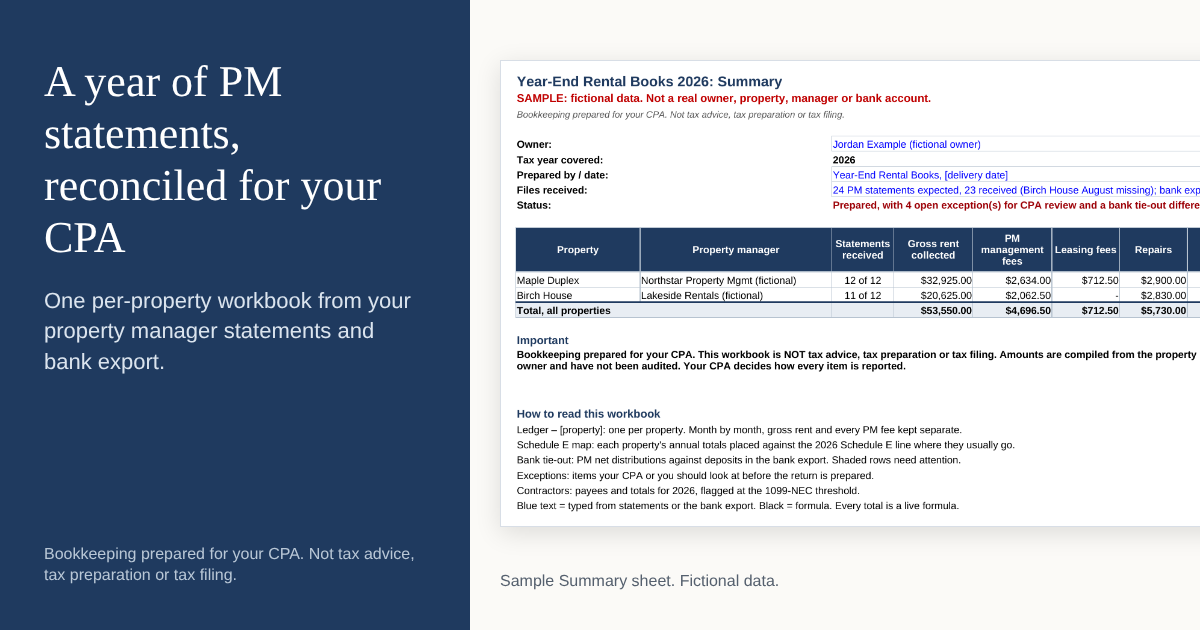 A year of PM
statements,
reconciled for your
CPA
One per-property workbook from your
property manager statements and
bank export.
Bookkeeping prepared for your CPA. Not tax advice,
tax preparation or tax filing.
Year-End Rental Books 2026: Summary
SAMPLE: fictional data. Not a real owner, property, manager or bank account.
Bookkeeping prepared for your CPA. Not tax advice, tax preparation or tax filing.
Owner: Jordan Example (fictional owner)
Tax year covered: 2026
Prepared by / date: Year-End Rental Books, [delivery date]
Files received: 24 PM statements expected, 23 received (Birch House August missing); bank
Status: Prepared, with 4 open exception(s) for CPA review and a bank tie-out
Property Property manager Statements received Gross rent collected PM management fees Leasing fees Repairs
Maple Duplex Northstar Property Mgmt (fictional) 12 of 12 $32,925.00 $2,634.00 $712.50 $2,900.00
Birch House Lakeside Rentals (fictional) 11 of 12 $20,625.00 $2,062.50 - $2,830.00
Total, all properties $53,550.00 $4,696.50 $712.50 $5,730.00
Important
Bookkeeping prepared for your CPA. This workbook is NOT tax advice, tax preparation or tax filing. Amounts are compiled from the property
owner and have not been audited. Your CPA decides how every item is reported.
How to read this workbook
Ledger – [property]: one per property. Month by month, gross rent and every PM fee kept separate.
Schedule E map: each property's annual totals placed against the 2026 Schedule E line where they usually go.
Bank tie-out: PM net distributions against deposits in the bank export. Shaded rows need attention.
Exceptions: items your CPA or you should look at before the return is prepared.
Contractors: payees and totals for 2026, flagged at the 1099-NEC threshold.
Blue text = typed from statements or the bank export. Black = formula. Every total is a live formula.
Sample Summary sheet. Fictional data.